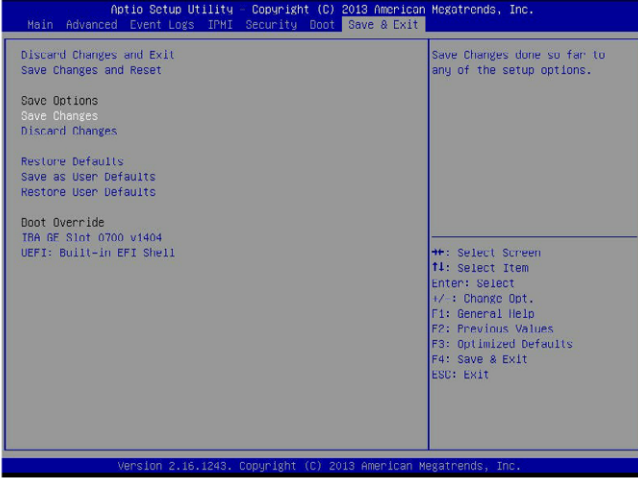 Aptio Setup Utility - Copyright (C) 2013 American Megatrends, Inc.
Main Advanced Event Logs IPMI Security Boot Save & Exit
Discard Changes and Exit
Save Changes and Reset
Save Options
Save Changes
Discard Changes
Restore Defaults
Save as User Defaults
Restore User Defaults
Boot Override
IBA GE Slot 0700 v1404
UEFI: Built-in EFI Shell
Save Changes done so far to
any of the setup options.
→←: Select Screen
↑↓: Select Item
Enter: Select
+/-: Change Opt.
F1: General Help
F2: Previous Values
F3: Optimized Defaults
F4: Save & Exit
ESC: Exit
Version 2.16.1243. Copyright (C) 2013 American Megatrends, Inc.